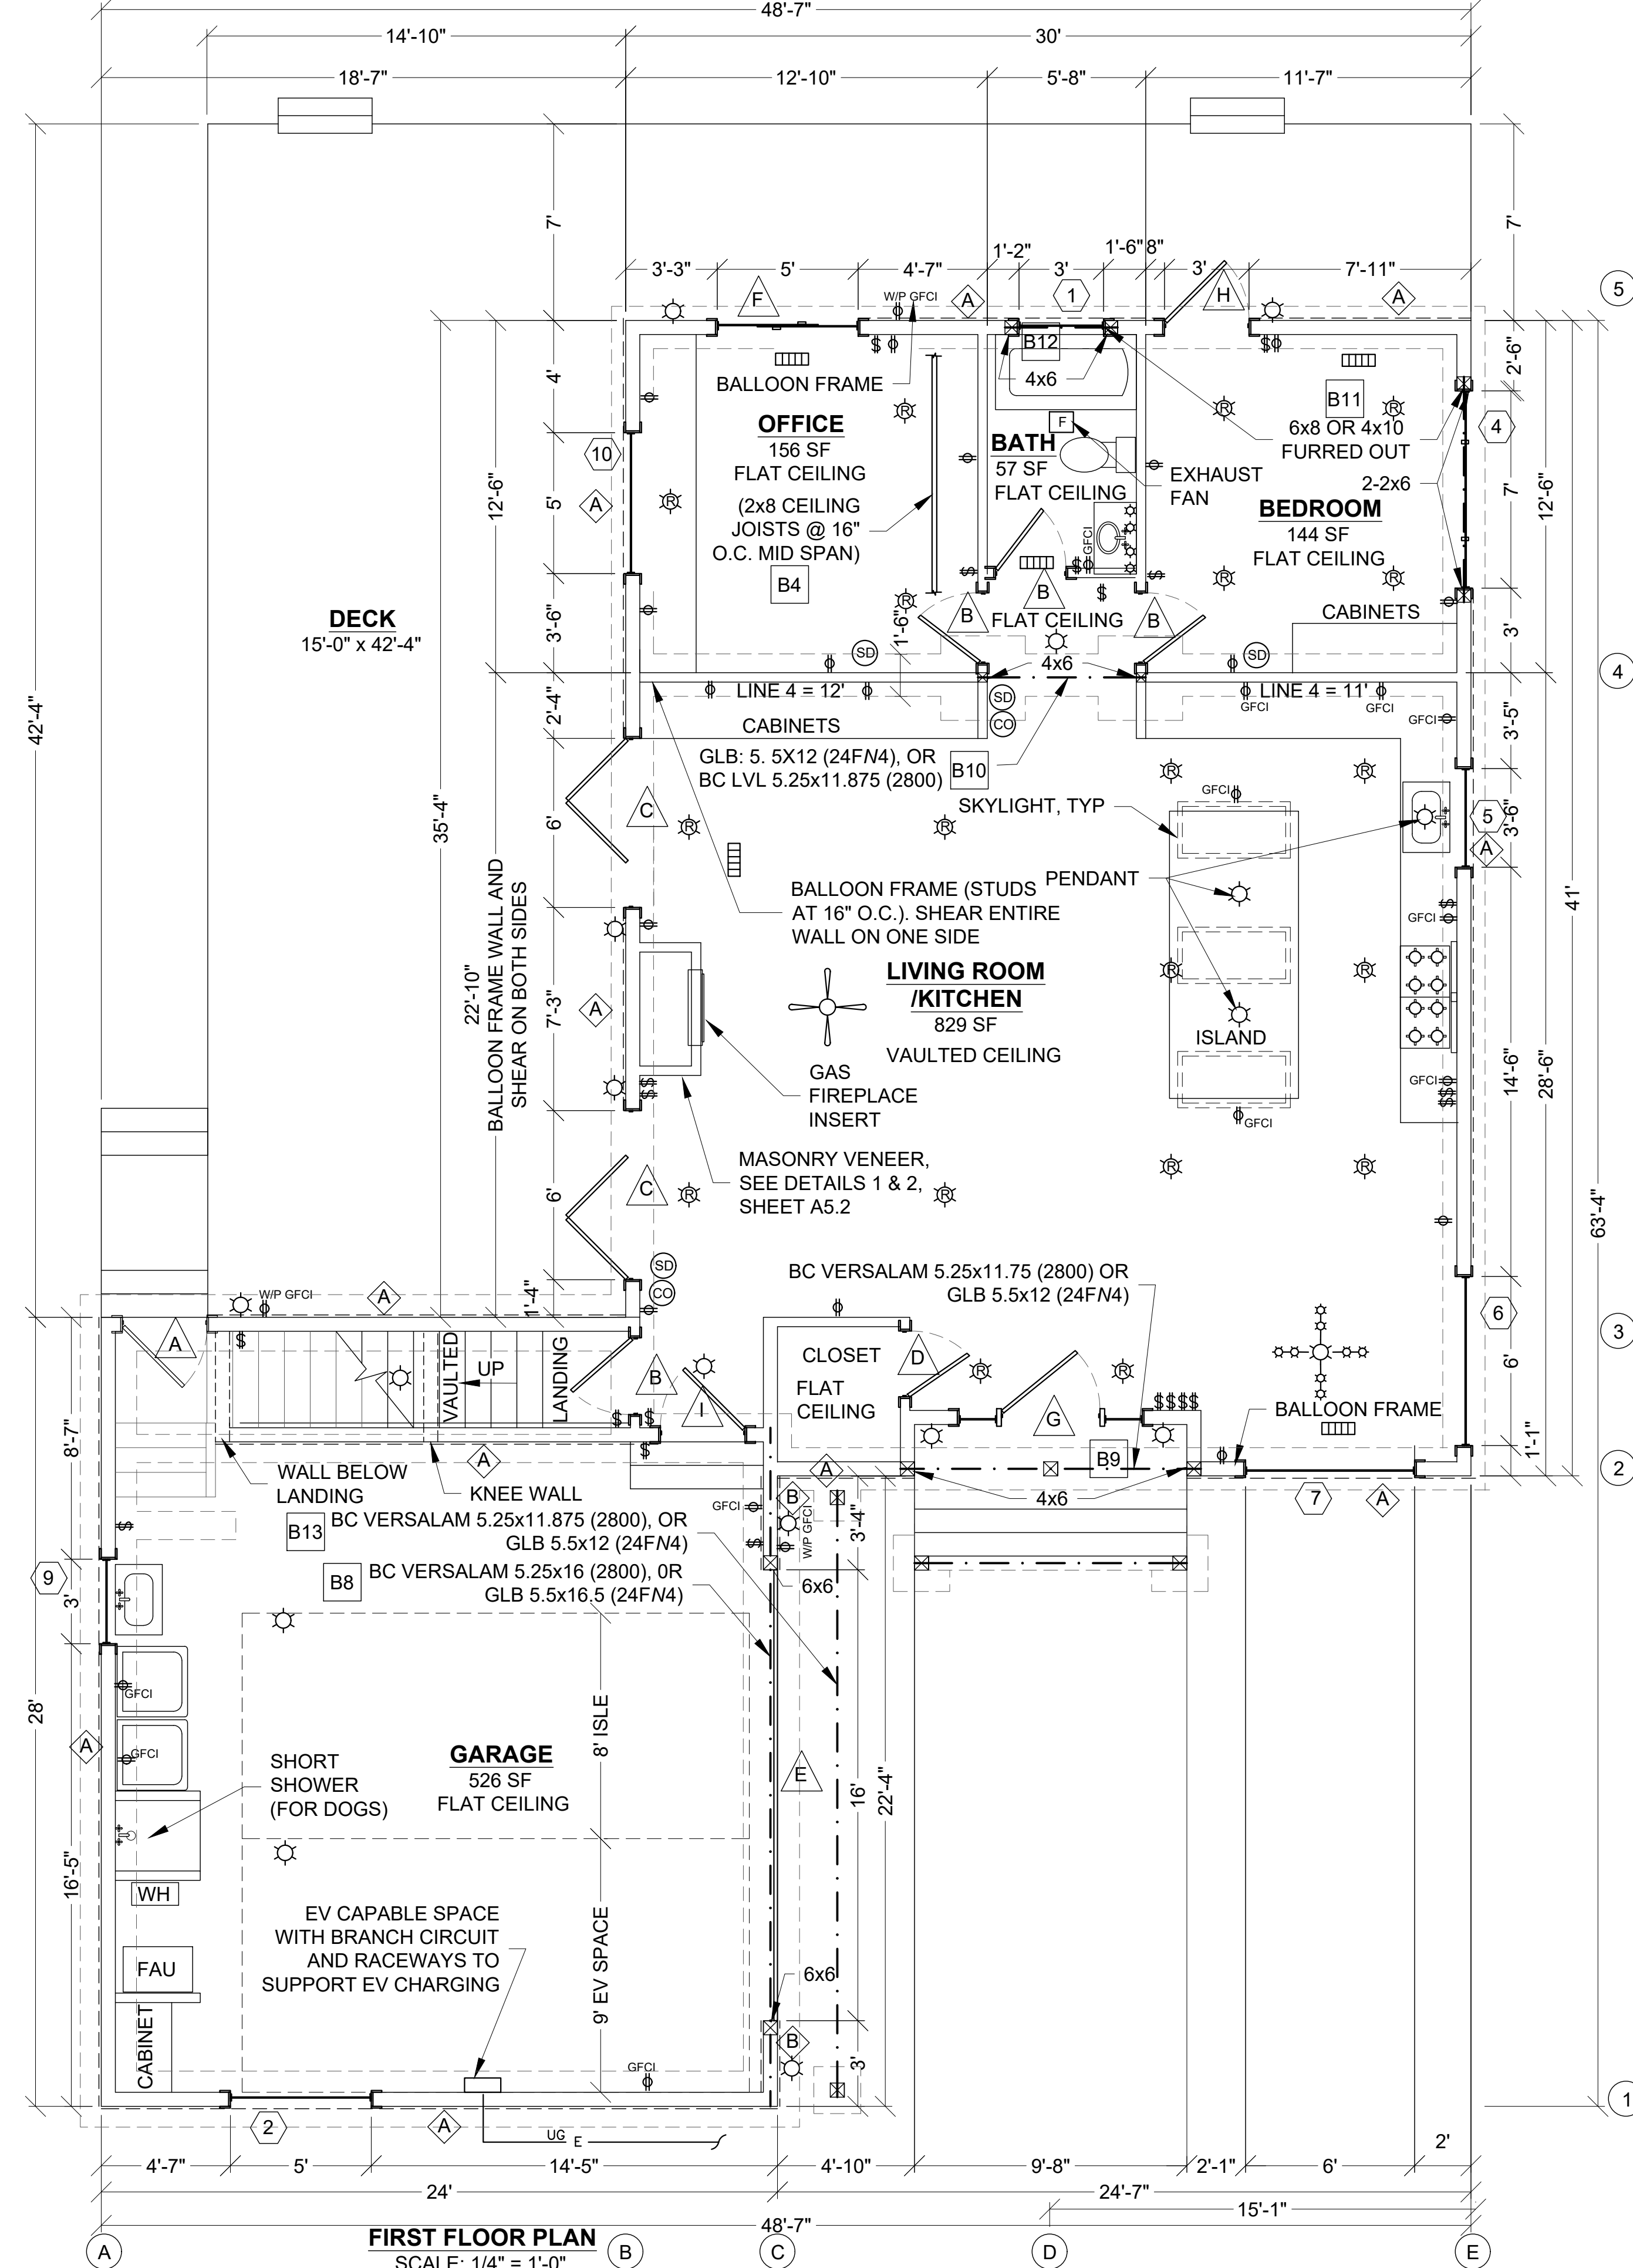 48'-7"
14'-10"
30'
18'-7"
12'-10"
5'-8"
11'-7"
7'
7'
1'-2"
1'-6"
8"
3'-3"
5'
4'-7"
3'
3'
7'-11"
F
W/P GFCI
A
1
H
A
5
B12
4x6
BALLOON FRAME
4'
2'-6"
R
R
R
B11
OFFICE
156 SF
FLAT CEILING
(2x8 CEILING
JOISTS @ 16"
O.C. MID SPAN)
B4
BATH
57 SF
FLAT CEILING
F
EXHAUST
FAN
6x8 OR 4x10
FURRED OUT
2-2x6
4
10
A
R
12'-6"
5'
7'
12'-6"
BEDROOM
144 SF
FLAT CEILING
GFCI
R
R
DECK
15'-0" x 42'-4"
3'-6"
R
1'-6"
B
B
B
FLAT CEILING
CABINETS
3'
SD
4x6
SD
4
LINE 4 = 12'
LINE 4 = 11'
GFCI
GFCI
GFCI
SD
CO
42'-4"
2'-4"
3'-5"
CABINETS
GLB: 5. 5X12 (24FN4), OR
BC LVL 5.25x11.875 (2800)
B10
R
R
GFCI
SKYLIGHT, TYP
35'-4"
6'
C
R
R
5
3'-6"
A
PENDANT
BALLOON FRAME (STUDS
AT 16" O.C.). SHEAR ENTIRE
WALL ON ONE SIDE
41'
GFCI
22'-10"
BALLOON FRAME WALL AND
SHEAR ON BOTH SIDES
LIVING ROOM
/KITCHEN
829 SF
VAULTED CEILING
R
R
A
7'-3"
ISLAND
GAS
FIREPLACE
INSERT
GFCI
GFCI
14'-6"
28'-6"
MASONRY VENEER,
SEE DETAILS 1 & 2,
SHEET A5.2
C
6'
R
R
R
R
63'-4"
SD
CO
1'-4"
BC VERSALAM 5.25x11.75 (2800) OR
GLB 5.5x12 (24FN4)
W/P GFCI
A
6
3
A
VAULTED
UP
LANDING
B
I
CLOSET
FLAT
CEILING
D
R
R
6'
G
BALLOON FRAME
1'-1"
8'-7"
WALL BELOW
LANDING
KNEE WALL
A
A
B9
4x6
7
A
2
B
GFCI
W/P GFCI
3'-4"
B13
BC VERSALAM 5.25x11.875 (2800), OR
GLB 5.5x12 (24FN4)
B8
BC VERSALAM 5.25x16 (2800), 0R
GLB 5.5x16.5 (24FN4)
6x6
9
3'
GFCI
GFCI
28'
A
SHORT
SHOWER
(FOR DOGS)
GARAGE
526 SF
FLAT CEILING
8' ISLE
E
16'
22'-4"
16'-5"
WH
FAU
CABINET
EV CAPABLE SPACE
WITH BRANCH CIRCUIT
AND RACEWAYS TO
SUPPORT EV CHARGING
9' EV SPACE
6x6
B
3'
GFCI
1
2
A
UG
E
4'-7"
5'
14'-5"
4'-10"
9'-8"
2'-1"
6'
2'
24'
24'-7"
15'-1"
48'-7"
FIRST FLOOR PLAN
SCALE: 1/4" = 1'-0"
A
B
C
D
E